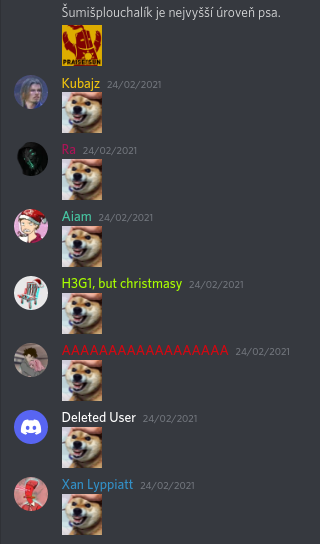 Šumišplouchalík je nejvyšší úroveň psa.
PRAISE SUN
Kubajz 24/02/2021
Ra 24/02/2021
Aiam 24/02/2021
H3G1, but christmasy 24/02/2021
AAAAAAAAAAAAAAAAAA 24/02/2021
Deleted User 24/02/2021
Xan Lyppiatt 24/02/2021